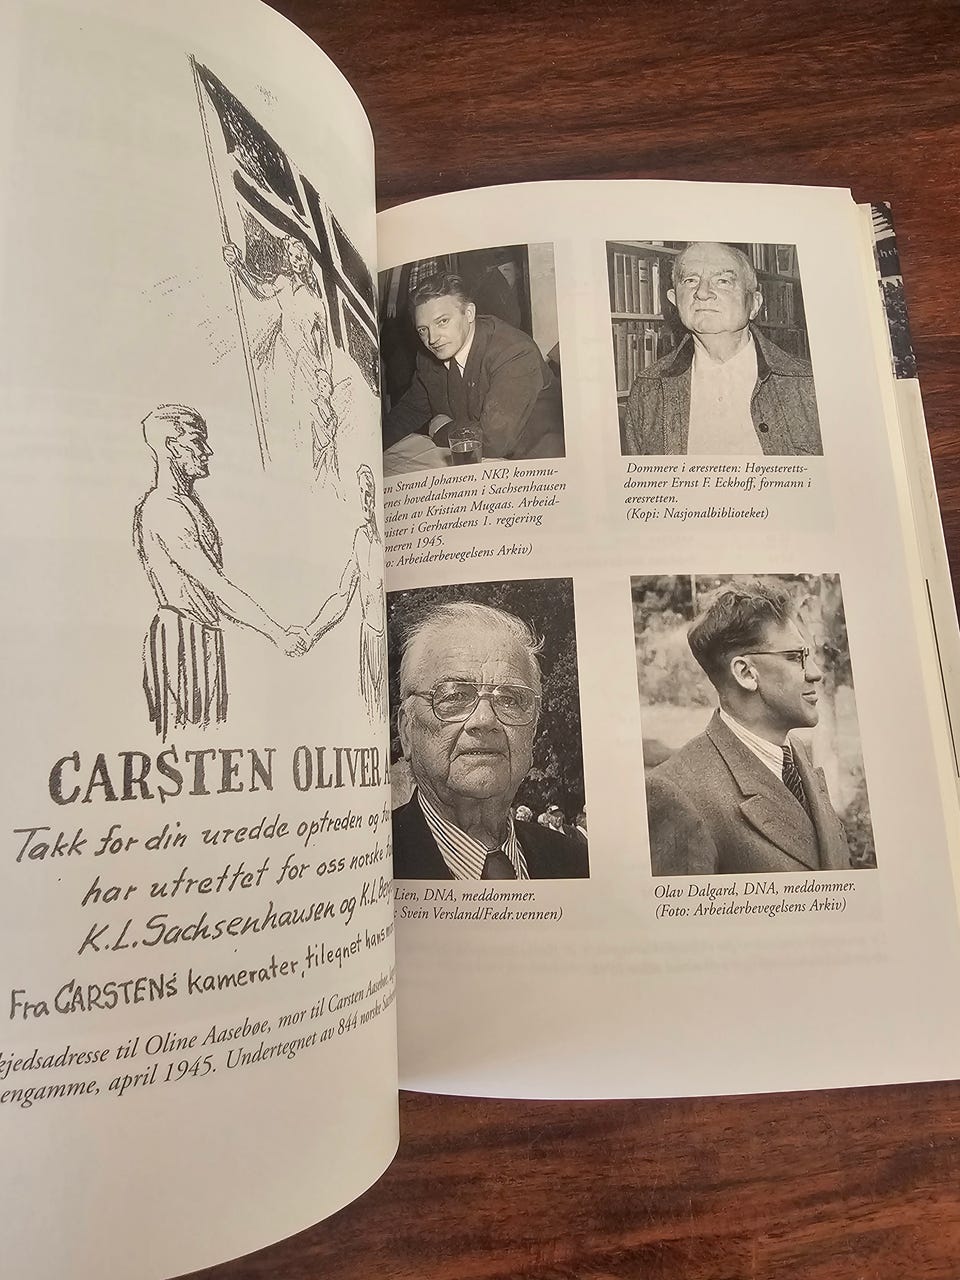 CARSTEN OLIVER
Takk for din uredde optreden og
har utrettet for oss norske
K.L. Sachsenhausen og K.L.
Fra CARSTENs kamerater, tilegnet hans
kjedsadresse til Oline Aasebøe, mor til Carsten Aasebøe,
engamme, april 1945. Undertegnet av 844 norske
an Strand Johansen, NKP, kommu-
enes hovedtalsmann i Sachsenhausen
siden av Kristian Mugaas. Arbeid-
nister i Gerhardsens 1. regjering
meren 1945.
o: Arbeiderbevegelsens Arkiv)
Dommere i æresretten: Høyesteretts-
dommer Ernst F. Eckhoff, formann i
æresretten.
(Kopi: Nasjonalbiblioteket)
Lien, DNA, meddommer.
: Svein Versland/Fædr.vennen)
Olav Dalgard, DNA, meddommer.
(Foto: Arbeiderbevegelsens Arkiv)